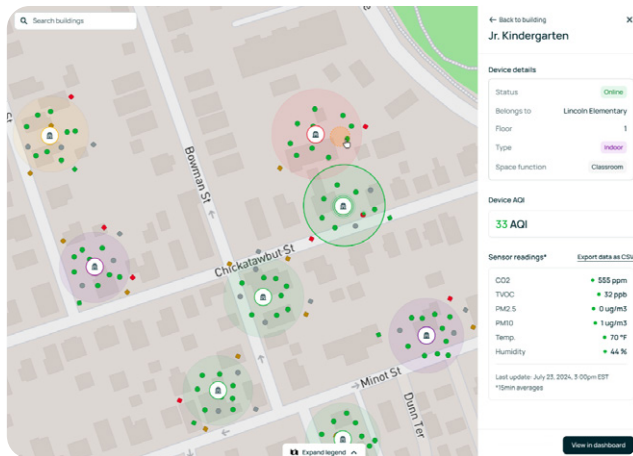 Search buildings
St
Bowman St
Chickatawbut St
Minot St
Dunn Ter
Expand legend
← Back to building
Jr. Kindergarten
Device details
Status Online
Belongs to Lincoln Elementary
Floor 1
Type Indoor
Space function Classroom
Device AQI
33 AQI
Sensor readings* Export data as CSV
CO2 555 ppm
TVOC 32 ppb
PM2.5 0 ug/m3
PM10 1 ug/m3
Temp. 70 °F
Humidity 44 %
Last update: July 23, 2024, 3:00pm EST
*15min averages
View in dashboard